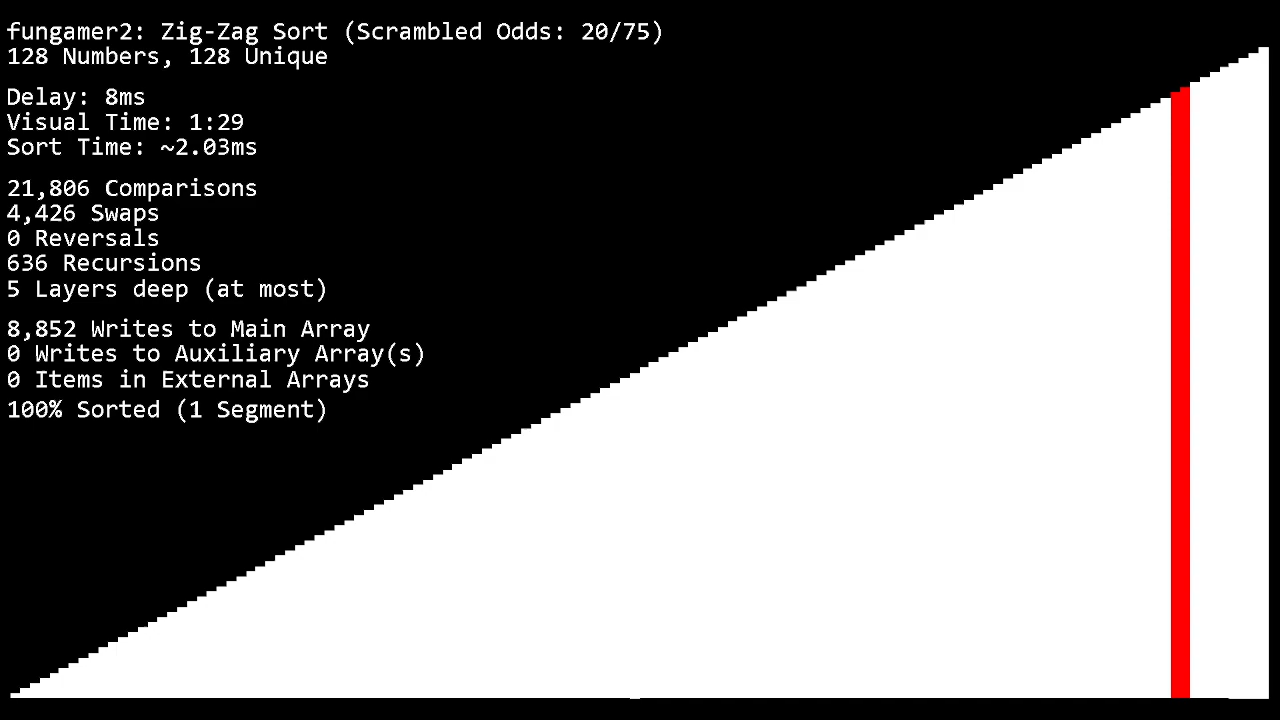 fungamer2: Zig-Zag Sort (Scrambled Odds: 20/75)
128 Numbers, 128 Unique
Delay: 8ms
Visual Time: 1:29
Sort Time: ~2.03ms
21,806 Comparisons
4,426 Swaps
0 Reversals
636 Recursions
5 Layers deep (at most)
8,852 Writes to Main Array
0 Writes to Auxiliary Array(s)
0 Items in External Arrays
100% Sorted (1 Segment)